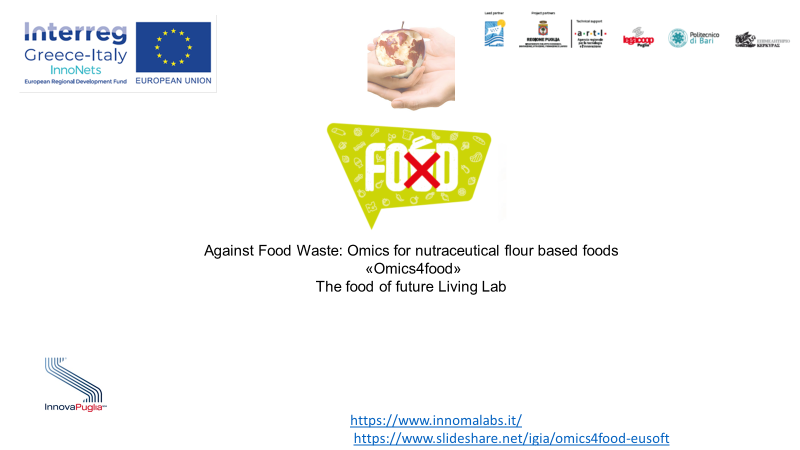 Interreg
Greece-Italy
InnoNets
European Regional Development Fund
EUROPEAN UNION
Lead partner
Project partners
Technical support
REGIONE PUGLIA
a·r·t·i
legacoop
Puglia
Politecnico
di Bari
FOOD
Against Food Waste: Omics for nutraceutical flour based foods
«Omics4food»
The food of future Living Lab
InnovaPuglia
https://www.innomalabs.it/
https://www.slideshare.net/igia/omics4food-eusoft